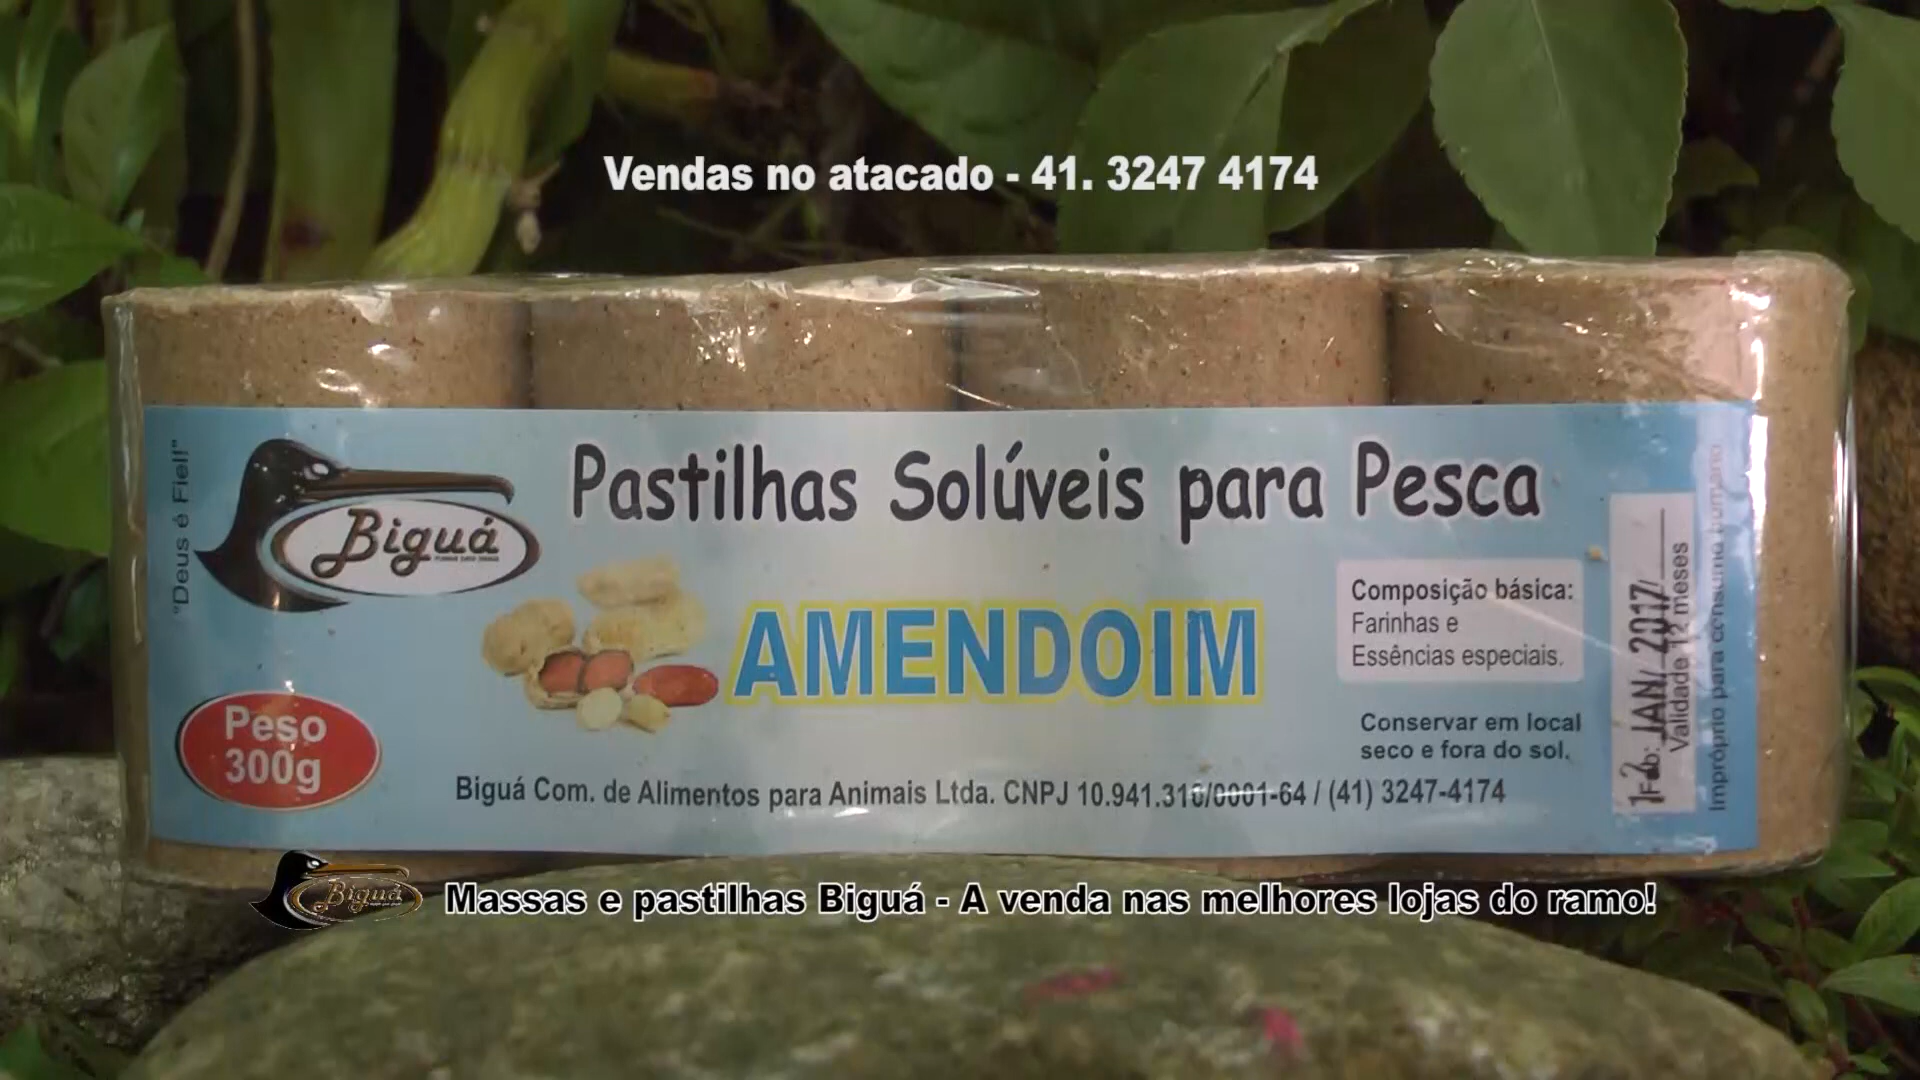 Vendas no atacado - 41. 3247 4174
"Deus é Fiel!"
Biguá
Pastilhas Solúveis para Pesca
AMENDOIM
Peso
300g
Composição básica:
Farinhas e
Essências especiais.
Conservar em local
seco e fora do sol.
Biguá Com. de Alimentos para Animais Ltda. CNPJ 10.941.316/0001-64 / (41) 3247-4174
JAN/ 2017/
Validade 12 meses
Impróprio para consumo humano
Biguá
Massas e pastilhas Biguá - A venda nas melhores lojas do ramo!